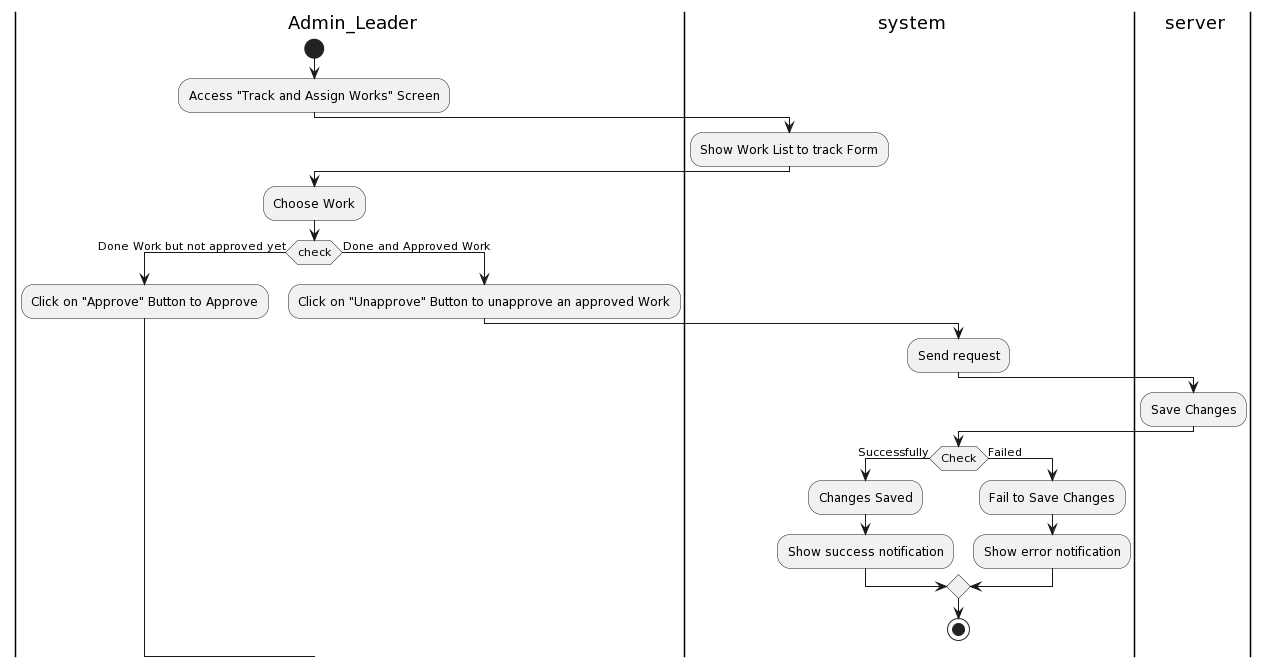 Admin_Leader
system
server
Access "Track and Assign Works" Screen
Show Work List to track Form
Choose Work
Done Work but not approved yet
check
Done and Approved Work
Click on "Approve" Button to Approve
Click on "Unapprove" Button to unapprove an approved Work
Send request
Save Changes
Successfully
Check
Failed
Changes Saved
Fail to Save Changes
Show success notification
Show error notification